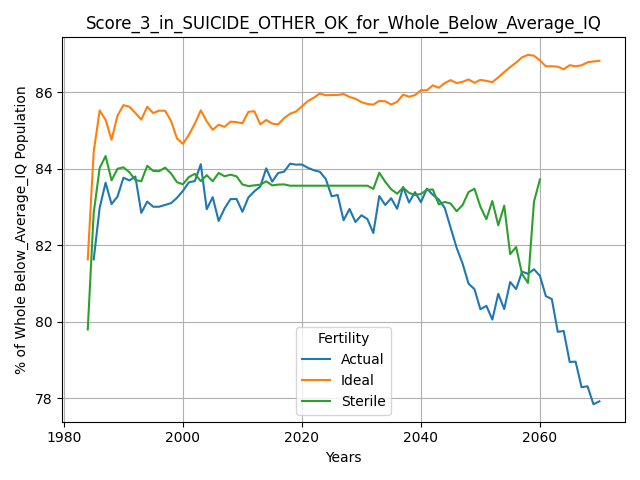 Score_3_in_SUICIDE_OTHER_OK_for_Whole_Below_Average_IQ
% of Whole Below_Average_IQ Population
86
84
82
80
78
Fertility
Actual
Ideal
Sterile
1980 2000 2020 2040 2060
Years